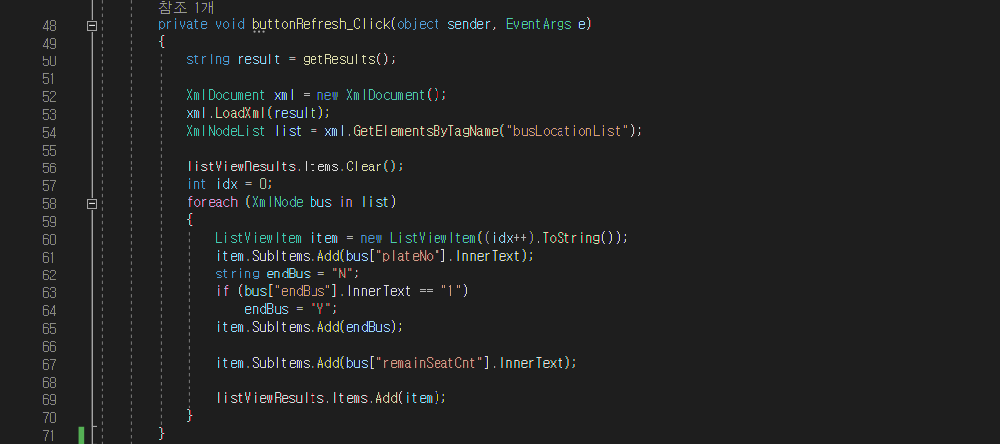 참조 1개
48 private void buttonRefresh_Click(object sender, EventArgs e)
49 {
50 string result = getResults();
51
52 XmlDocument xml = new XmlDocument();
53 xml.LoadXml(result);
54 XmlNodeList list = xml.GetElementsByTagName("busLocationList");
55
56 listViewResults.Items.Clear();
57 int idx = 0;
58 foreach (XmlNode bus in list)
59 {
60 ListViewItem item = new ListViewItem((idx++).ToString());
61 item.SubItems.Add(bus["plateNo"].InnerText);
62 string endBus = "N";
63 if (bus["endBus"].InnerText == "1")
64 endBus = "Y";
65 item.SubItems.Add(endBus);
66
67 item.SubItems.Add(bus["remainSeatCnt"].InnerText);
68
69 listViewResults.Items.Add(item);
70 }
71 }